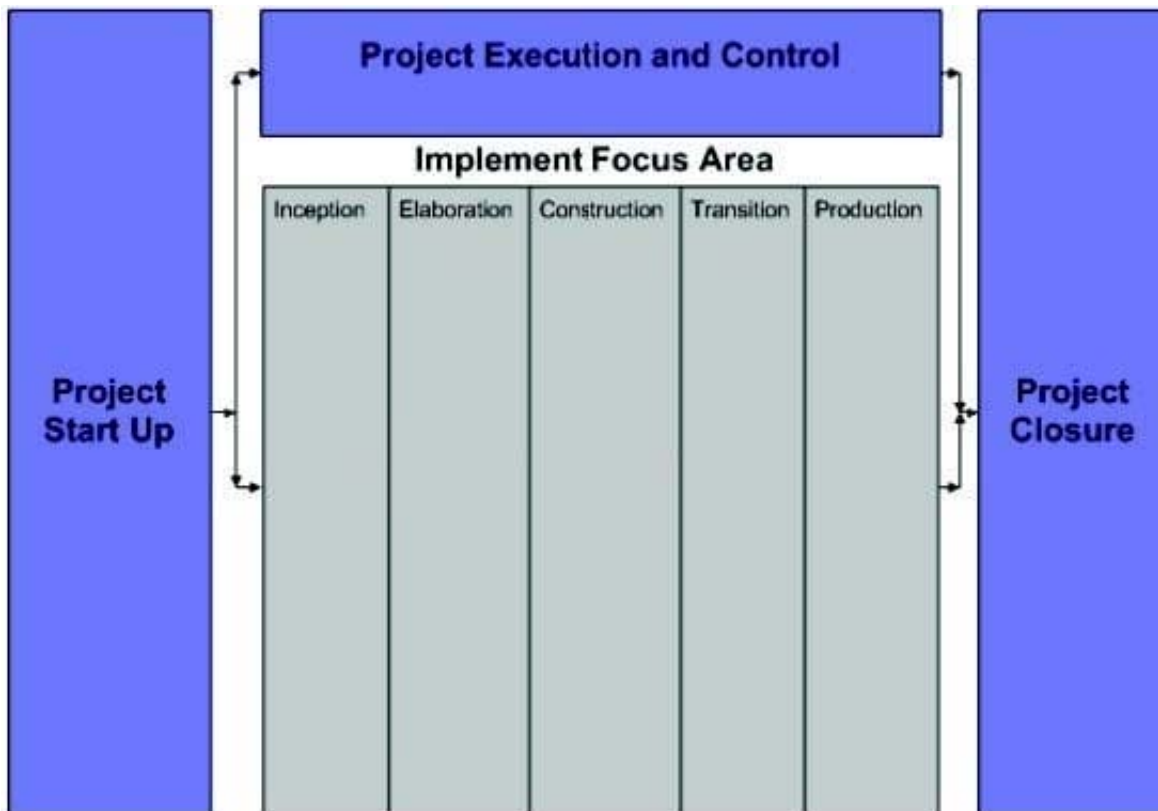 Project Execution and Control
Implement Focus Area
Inception
Elaboration
Construction
Transition
Production
Project
Start Up
Project
Closure